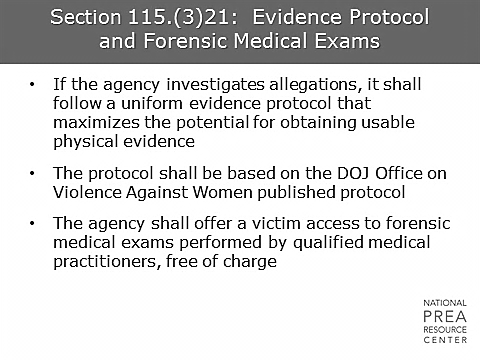 Section 115.(3)21:  Evidence Protocol
and Forensic Medical Exams
• If the agency investigates allegations, it shall
follow a uniform evidence protocol that
maximizes the potential for obtaining usable
physical evidence
• The protocol shall be based on the DOJ Office on
Violence Against Women published protocol
• The agency shall offer a victim access to forensic
medical exams performed by qualified medical
practitioners, free of charge
NATIONAL
PREA
RESOURCE
CENTER